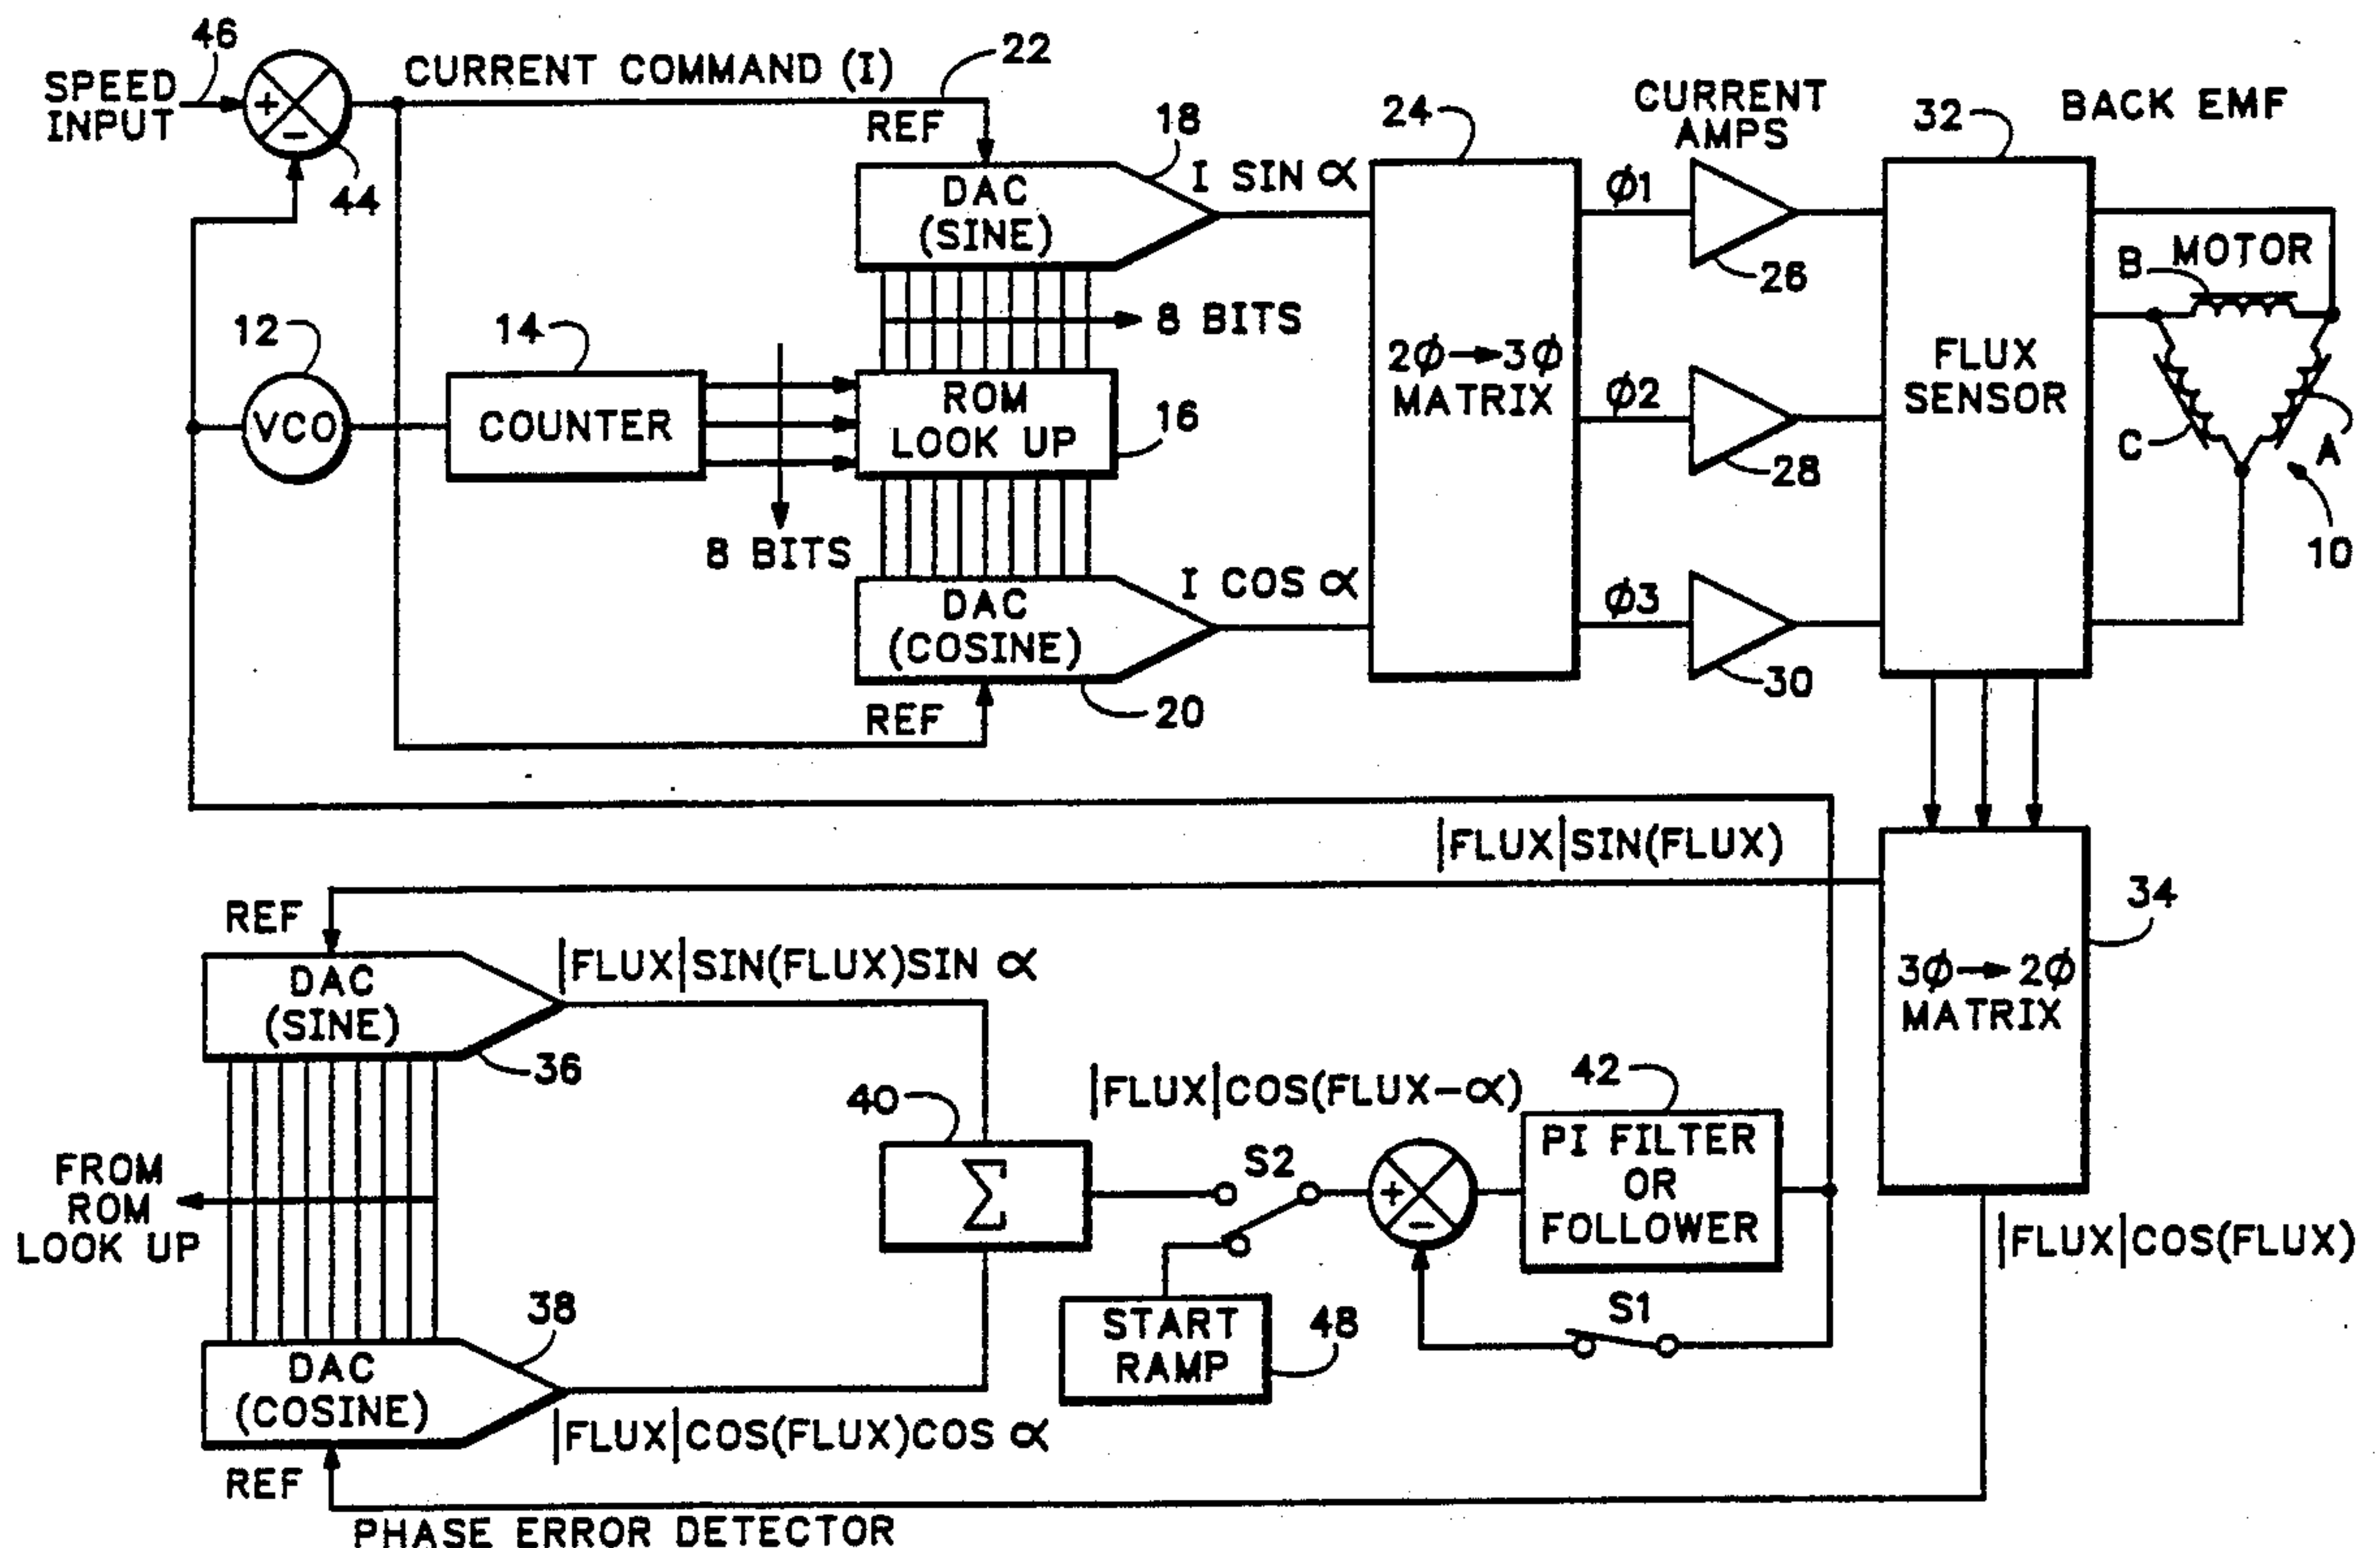 46
SPEED
INPUT
+
−
44
CURRENT COMMAND (I)
22
REF
18
DAC
(SINE)
I SIN ∝
24
CURRENT
AMPS
32
BACK EMF
ϕ1
26
B
MOTOR
8 BITS
12
VCO
14
COUNTER
8 BITS
ROM
LOOK UP
16
2ϕ→3ϕ
MATRIX
ϕ2
28
FLUX
SENSOR
C
A
10
DAC
(COSINE)
I COS ∝
20
REF
ϕ3
30
|FLUX|SIN(FLUX)
34
3ϕ→2ϕ
MATRIX
REF
DAC
(SINE)
|FLUX|SIN(FLUX)SIN ∝
36
FROM
ROM
LOOK UP
40
Σ
|FLUX|COS(FLUX−∝)
S2
+
−
42
PI FILTER
OR
FOLLOWER
|FLUX|COS(FLUX)
S1
START
RAMP
48
38
DAC
(COSINE)
|FLUX|COS(FLUX)COS ∝
REF
PHASE ERROR DETECTOR